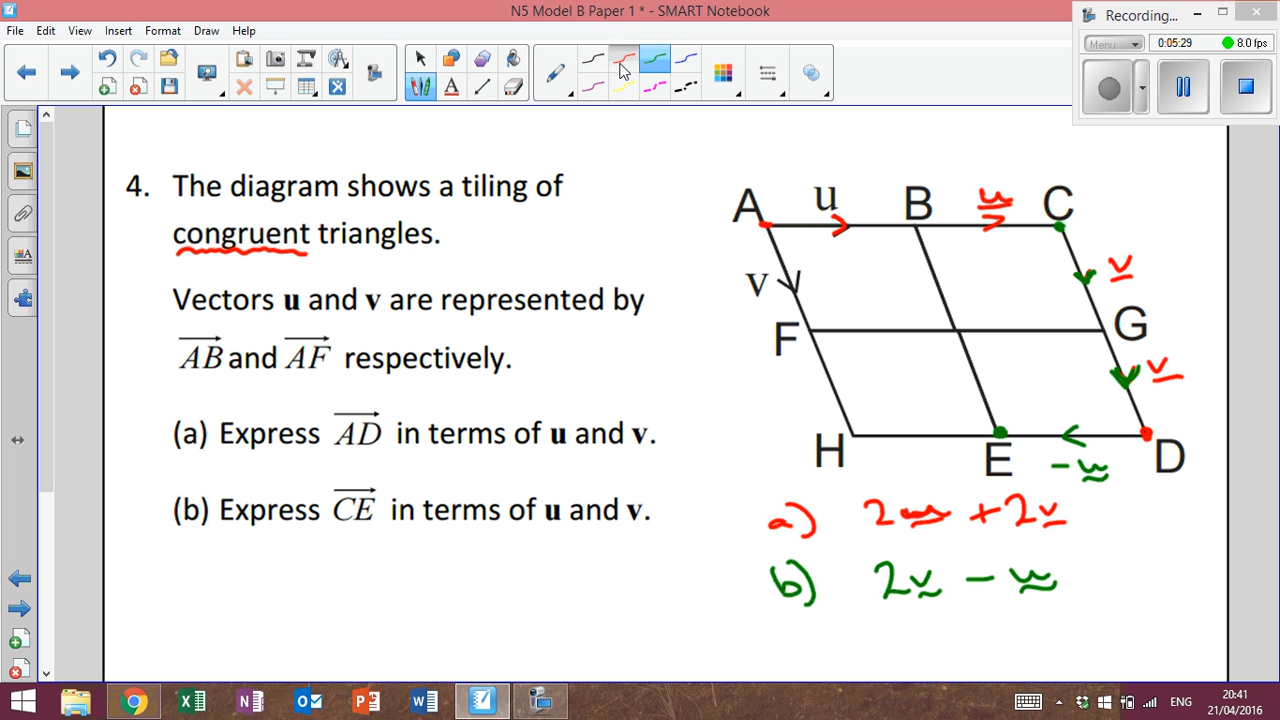 N5 Model B Paper 1 * - SMART Notebook
File Edit View Insert Format Draw Help
Recording...
Menu
0:05:29
8.0 fps
4. The diagram shows a tiling of
congruent triangles.
Vectors u and v are represented by
AB and AF respectively.
(a) Express AD in terms of u and v.
(b) Express CE in terms of u and v.
A u B u C
v
v
F G
v
H E D
-u
a) 2u + 2v
b) 2v - u
ENG
20:41
21/04/2016